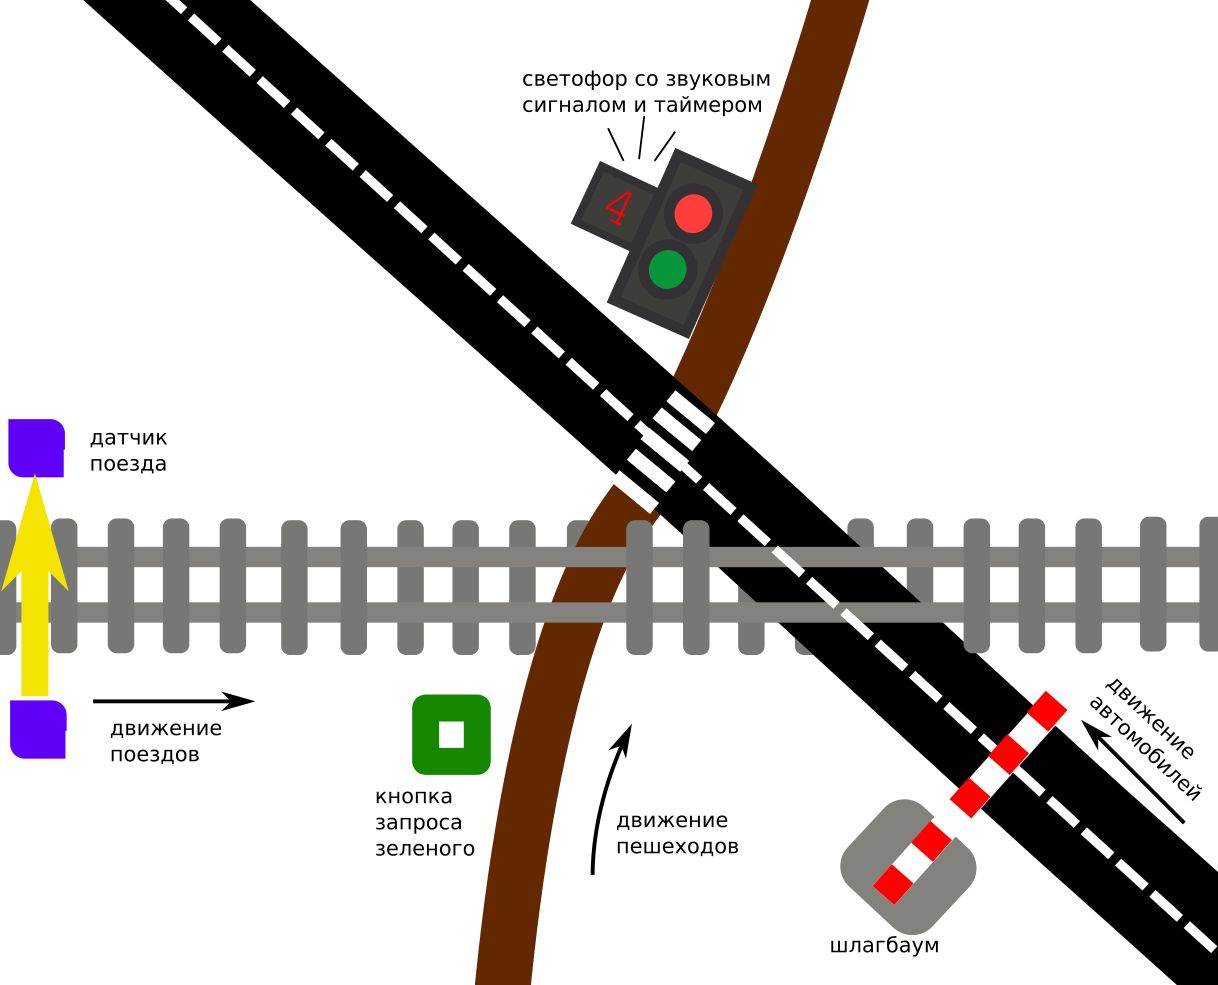 светофор со звуковым
сигналом и таймером
4
датчик
поезда
движение
поездов
кнопка
запроса
зеленого
движение
пешеходов
движение
автомобилей
шлагбаум